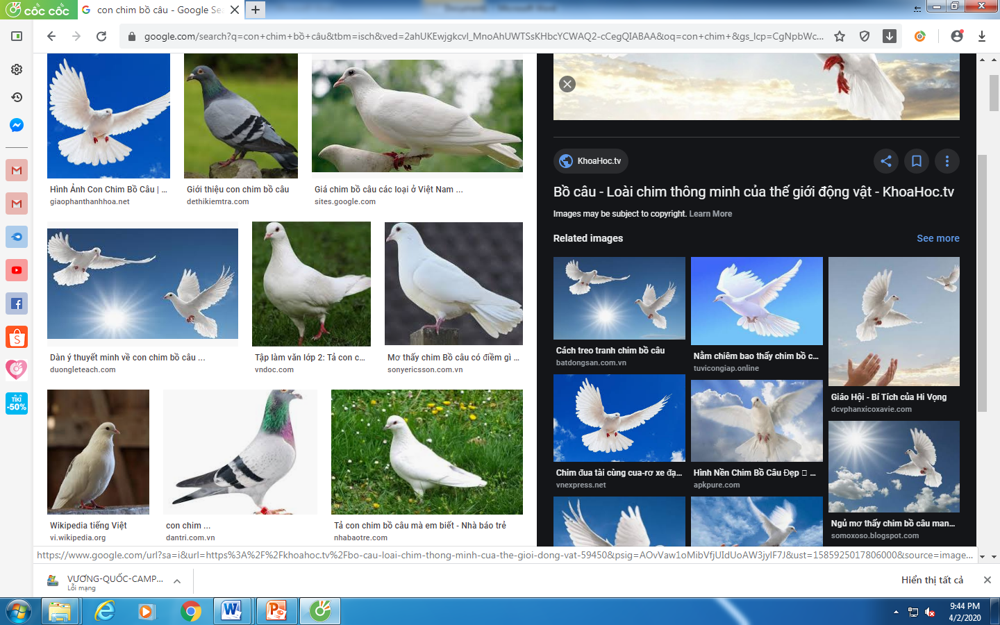 cốc cốc
con chim bồ câu - Google Sea
google.com/search?q=con+chim+bồ+câu&tbm=isch&ved=2ahUKEwjgkcvl_MnoAhUWTSsKHbcYCWAQ2-cCegQIABAA&oq=con+chim+&gs_lcp=CgNpbWc...
TIKI
-50%
Hình Ảnh Con Chim Bồ Câu | ...
giaophanthanhhoa.net
Giới thiệu con chim bồ câu
dethikiemtra.com
Giá chim bồ câu các loại ở Việt Nam ...
sites.google.com
Dàn ý thuyết minh về con chim bồ câu ...
duongleteach.com
Tập làm văn lớp 2: Tả con c...
vndoc.com
Mơ thấy chim Bồ câu có điềm gì ...
sonyericsson.com.vn
Wikipedia tiếng Việt
vi.wikipedia.org
con chim ...
dantri.com.vn
Tả con chim bồ câu mà em biết - Nhà báo trẻ
nhabaotre.com
KhoaHoc.tv
Bồ câu - Loài chim thông minh của thế giới động vật - KhoaHoc.tv
Images may be subject to copyright. Learn More
Related images
See more
Cách treo tranh chim bồ câu
batdongsan.com.vn
Nằm chiêm bao thấy chim bồ c...
tuvicongiap.online
Giáo Hội - Bí Tích của Hi Vọng
dcvphanxicoxavie.com
Chim đua tài cùng cua-rơ xe đạ...
vnexpress.net
Hình Nền Chim Bồ Câu Đẹp ...
apkpure.com
Ngủ mơ thấy chim bồ câu man...
somoxoso.blogspot.com
https://www.google.com/url?sa=i&url=https%3A%2F%2Fkhoahoc.tv%2Fbo-cau-loai-chim-thong-minh-cua-the-gioi-dong-vat-59450&psig=AOvVaw1oMibVfjUIdUoAW3jylF7J&ust=1585925017806000&source=image...
VƯƠNG-QUỐC-CAMP...
Lỗi mạng
Hiển thị tất cả
9:44 PM
4/2/2020